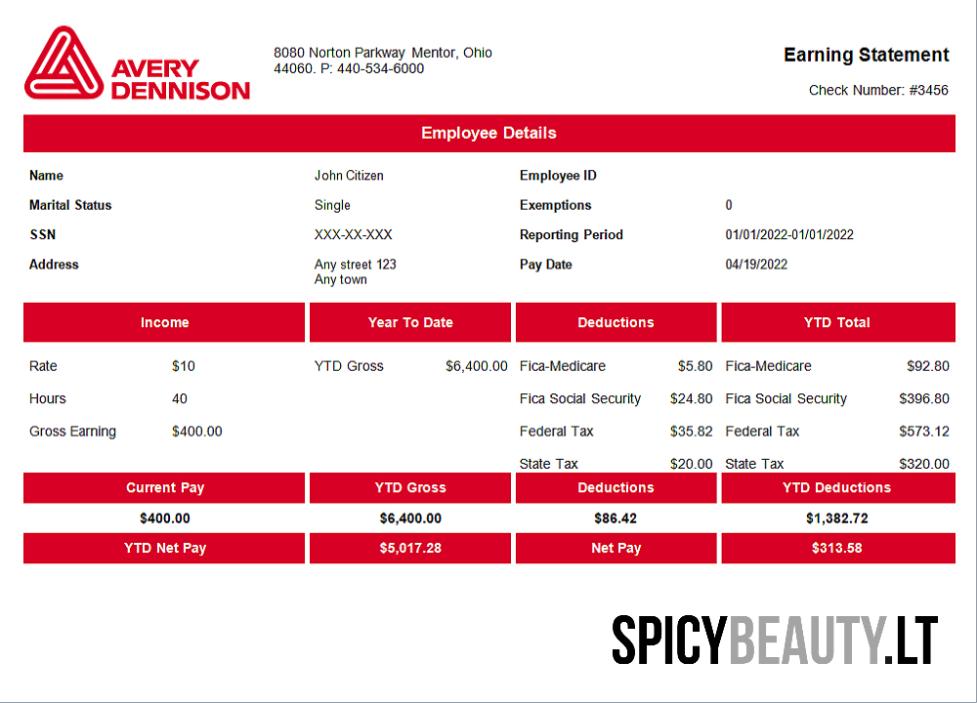 AVERY
DENNISON
8080 Norton Parkway Mentor, Ohio
44060. P: 440-534-6000
Earning Statement
Check Number: #3456
Employee Details
Name John Citizen Employee ID
Marital Status Single Exemptions 0
SSN XXX-XX-XXX Reporting Period 01/01/2022-01/01/2022
Address Any street 123 Pay Date 04/19/2022
Any town
Income Year To Date Deductions YTD Total
Rate $10 YTD Gross $6,400.00 Fica-Medicare $5.80 Fica-Medicare $92.80
Hours 40 Fica Social Security $24.80 Fica Social Security $396.80
Gross Earning $400.00 Federal Tax $35.82 Federal Tax $573.12
State Tax $20.00 State Tax $320.00
Current Pay YTD Gross Deductions YTD Deductions
$400.00 $6,400.00 $86.42 $1,382.72
YTD Net Pay $5,017.28 Net Pay $313.58
SPICYBEAUTY.LT